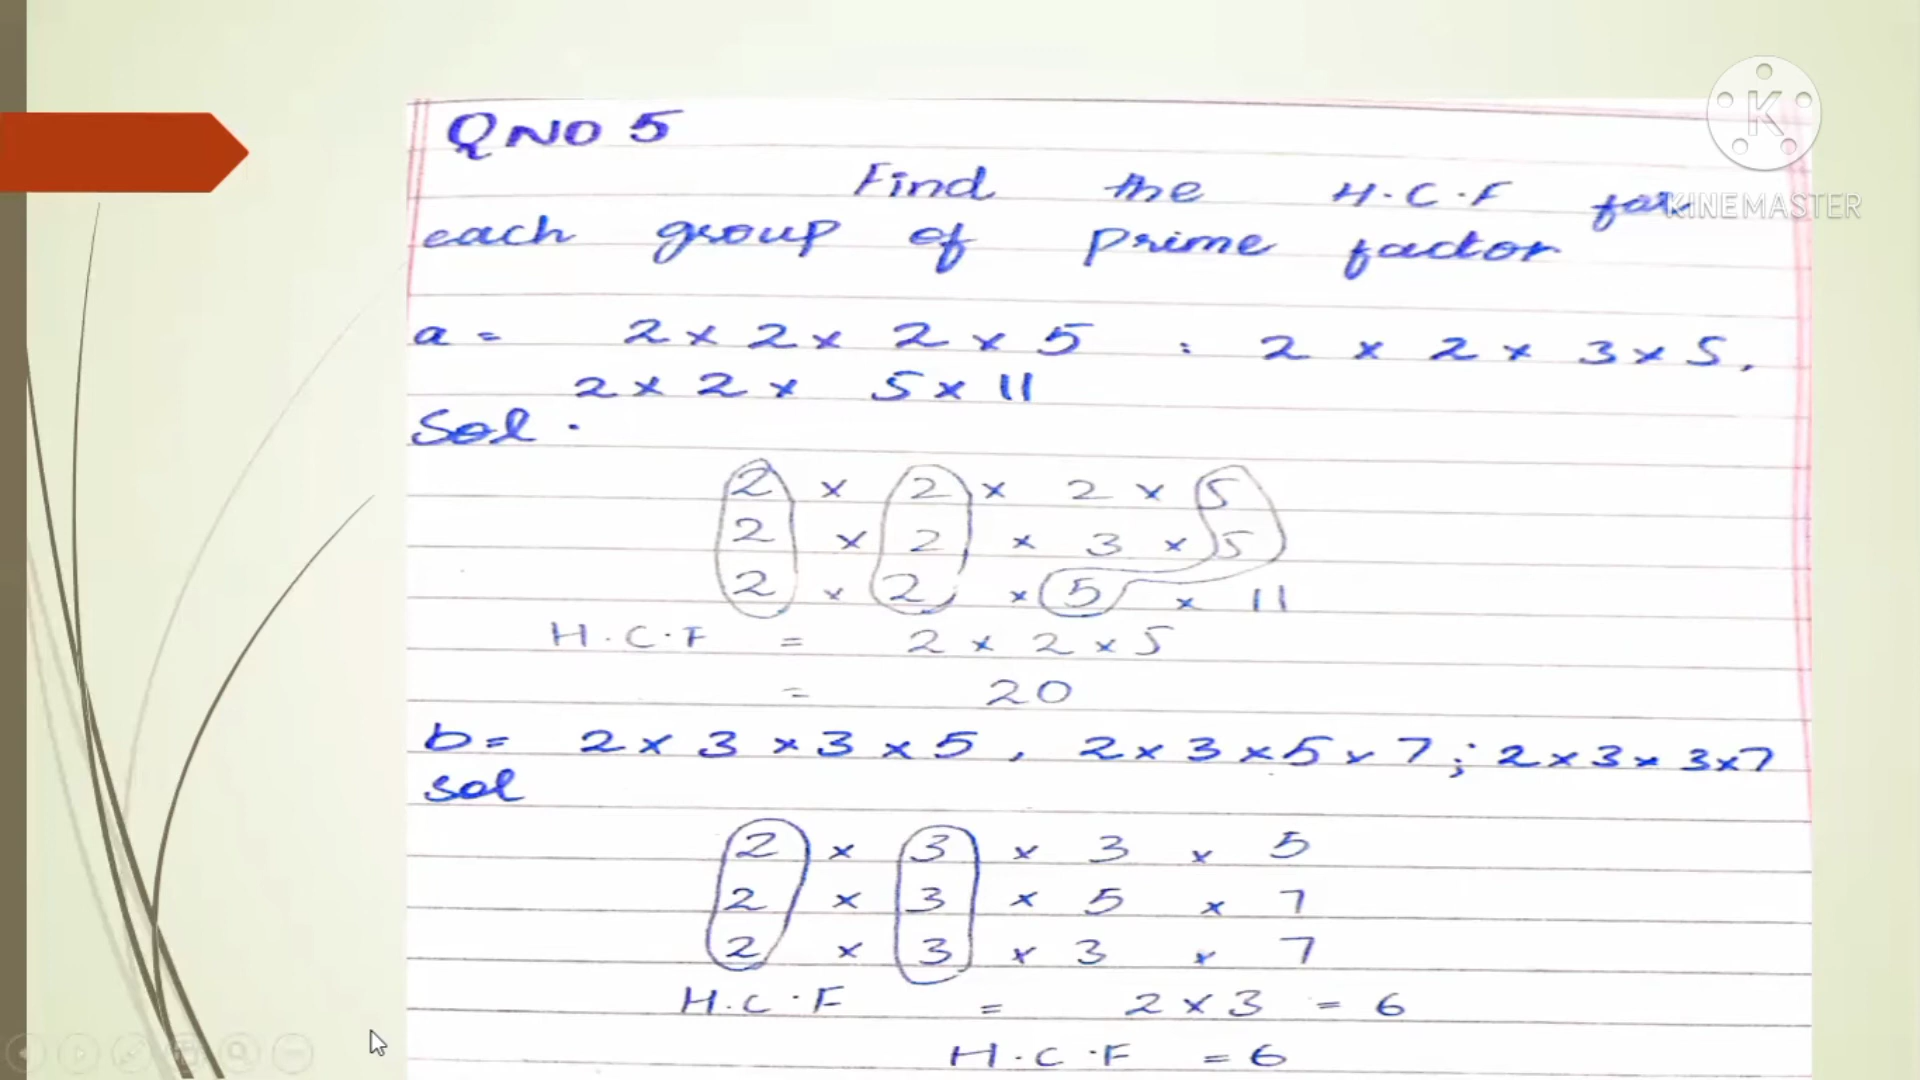 K
KINEMASTER
Q NO 5
Find the H.C.F for
each group of prime factor
a = 2 × 2 × 2 × 5 : 2 × 2 × 3 × 5,
2 × 2 × 5 × 11
Sol.
2 × 2 × 2 × 5
2 × 2 × 3 × 5
2 × 2 × 5 × 11
H.C.F = 2 × 2 × 5
= 20
b = 2 × 3 × 3 × 5, 2 × 3 × 5 × 7; 2 × 3 × 3 × 7
sol
2 × 3 × 3 × 5
2 × 3 × 5 × 7
2 × 3 × 3 × 7
H.C.F = 2 × 3 = 6
H.C.F = 6